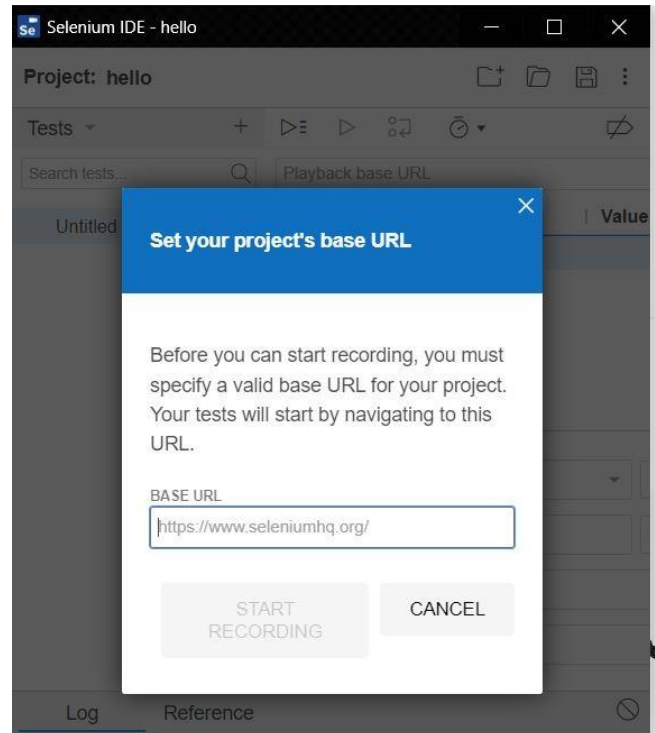 Se Selenium IDE - hello
Project: hello
Tests
Search tests...
Playback base URL
Untitled
Value
Set your project's base URL
Before you can start recording, you must
specify a valid base URL for your project.
Your tests will start by navigating to this
URL.
BASE URL
https://www.seleniumhq.org/
START
RECORDING
CANCEL
Log Reference